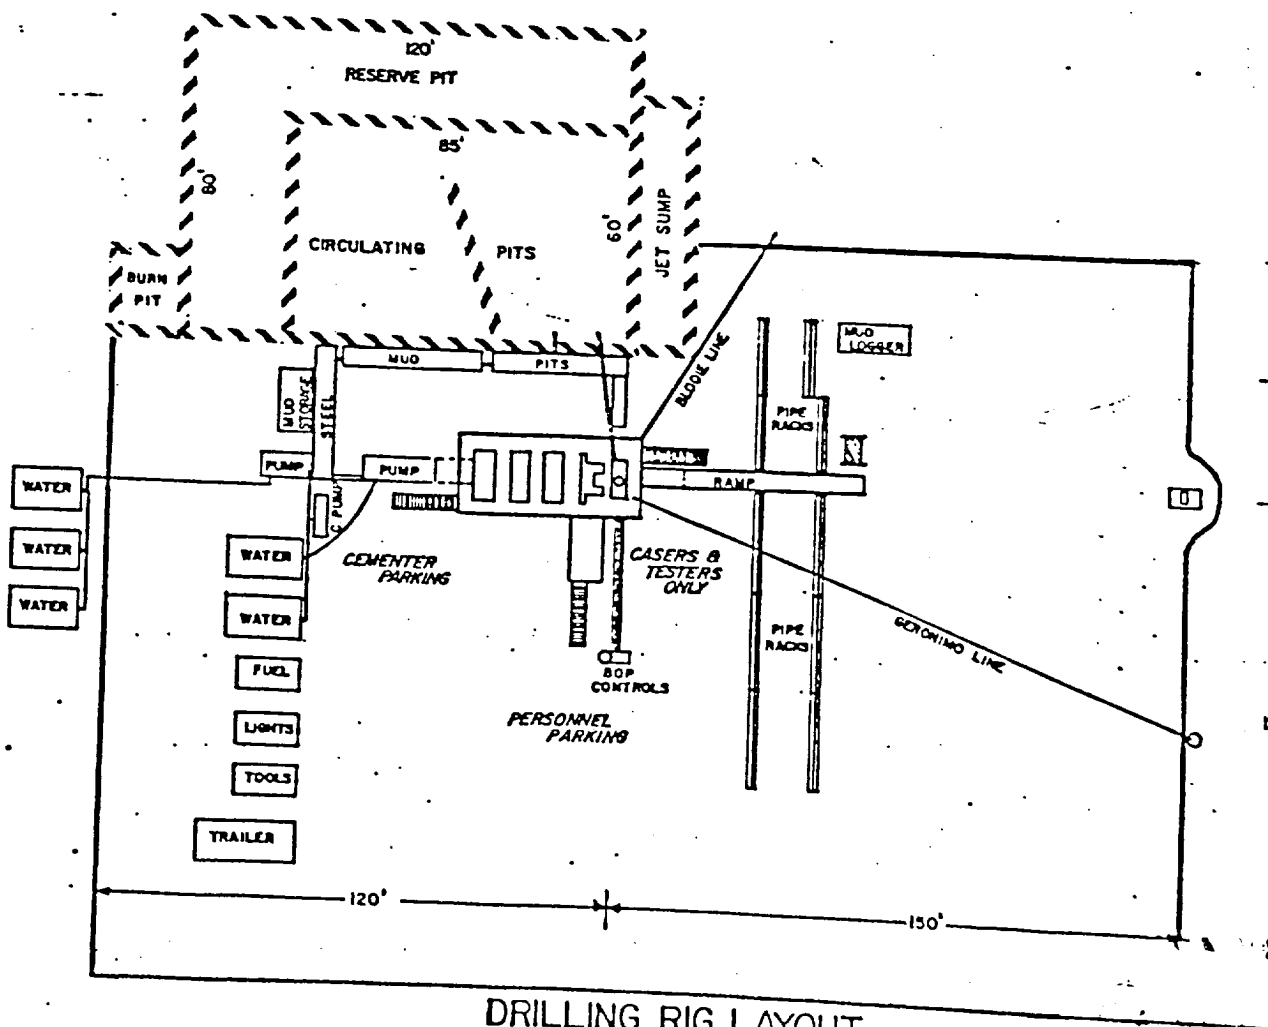 120'
RESERVE PIT
85'
80'
60'
JET SUMP
CIRCULATING
PITS
BURN
PIT
BLOOIE LINE
MUD
LOGGER
MUD
PITS
MUD
STORAGE
STEEL
PIPE
RACKS
PUMP
PUMP
RAMP
WATER
WATER
WATER
C PUMP
WATER
WATER
CEMENTER
PARKING
CASERS &
TESTERS
ONLY
PIPE
RACKS
GERONIMO LINE
FUEL
BOP
CONTROLS
LIGHTS
PERSONNEL
PARKING
TOOLS
TRAILER
120'
150'
DRILLING RIG LAYOUT